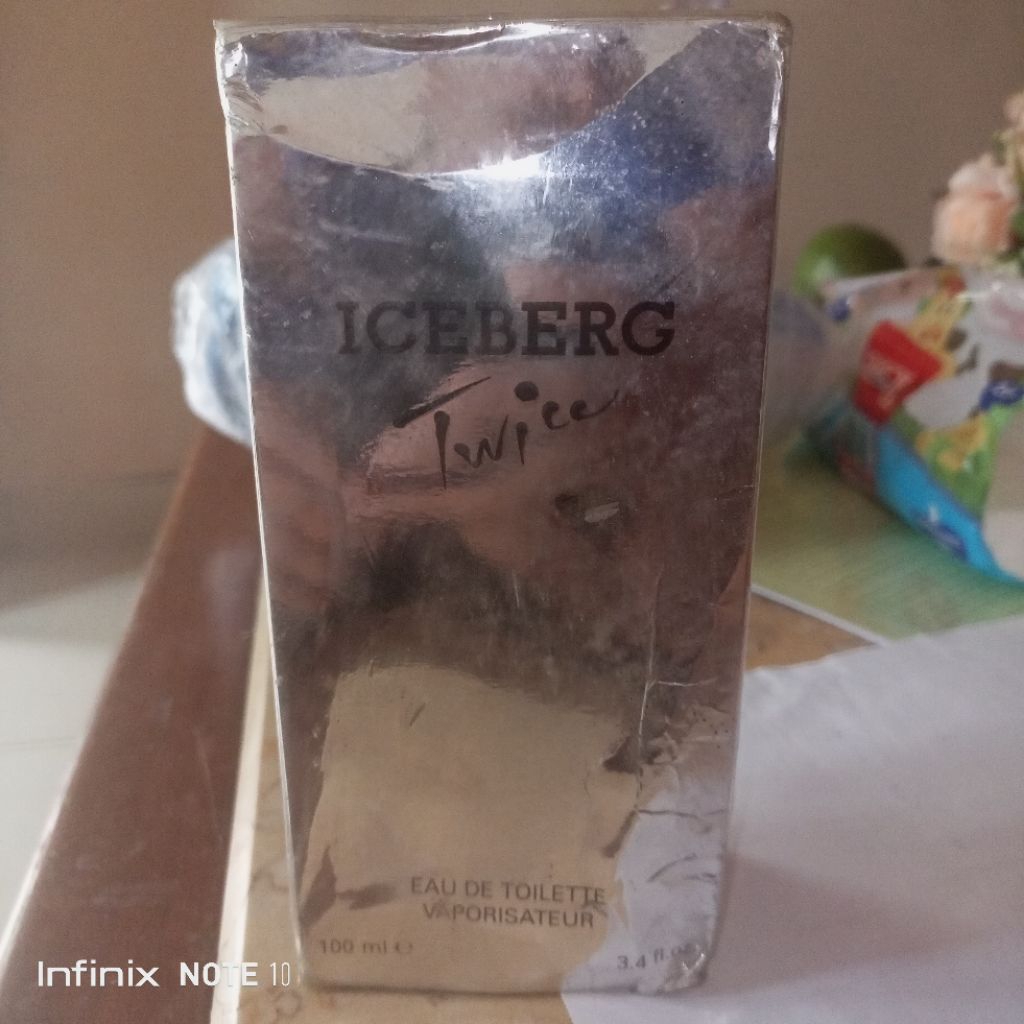 ICEBERG
Twice
EAU DE TOILETTE
VAPORISATEUR
100 ml e
3.4 fl.oz
Infinix NOTE 10